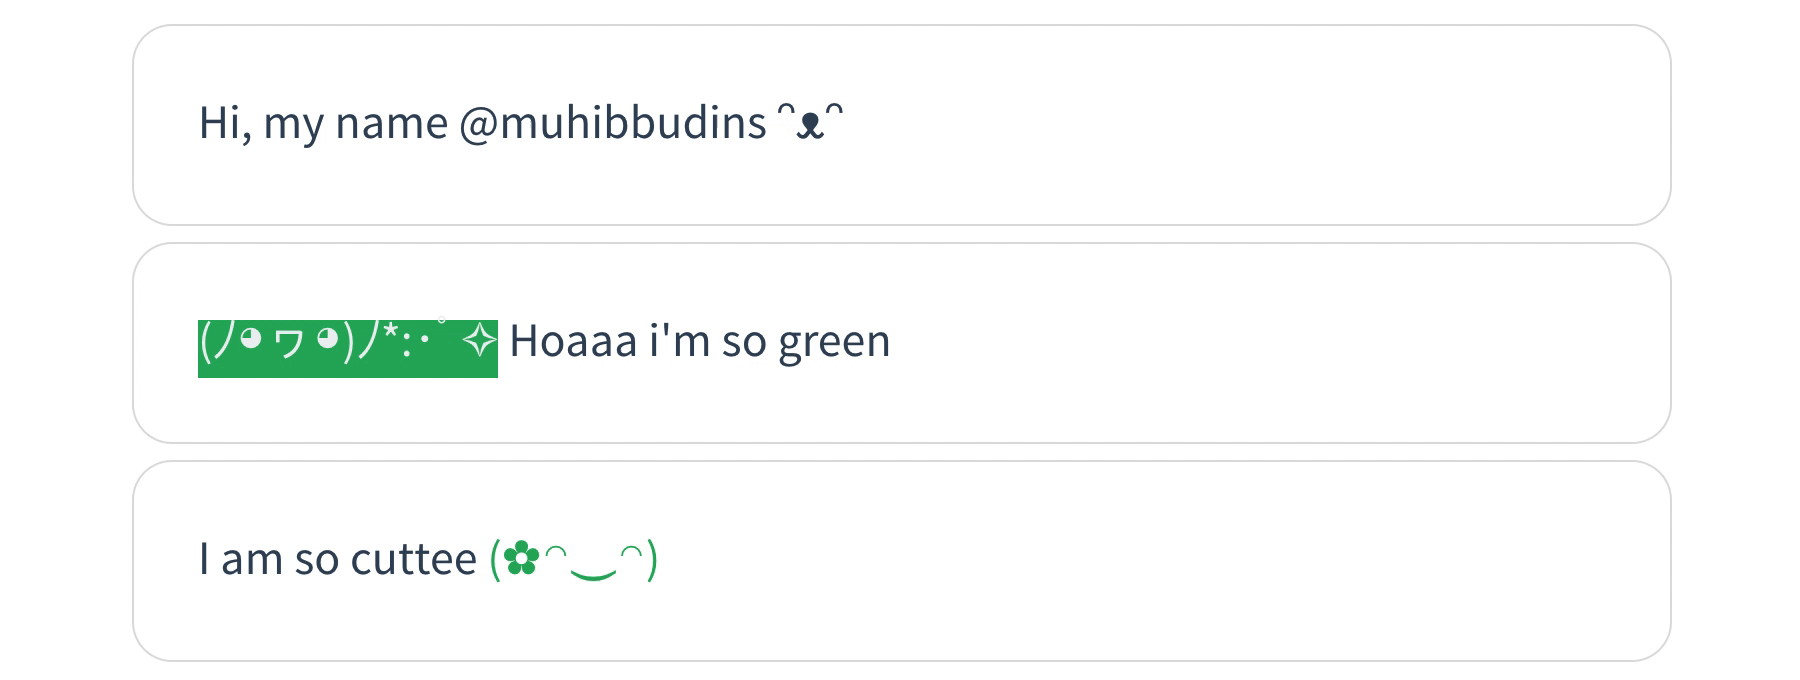 Hi, my name @muhibbudins ᵔᴥᵔ
(ﾉ◕ヮ◕)ﾉ*:･ﾟ✧ Hoaaa i'm so green
I am so cuttee (✿◠‿◠)